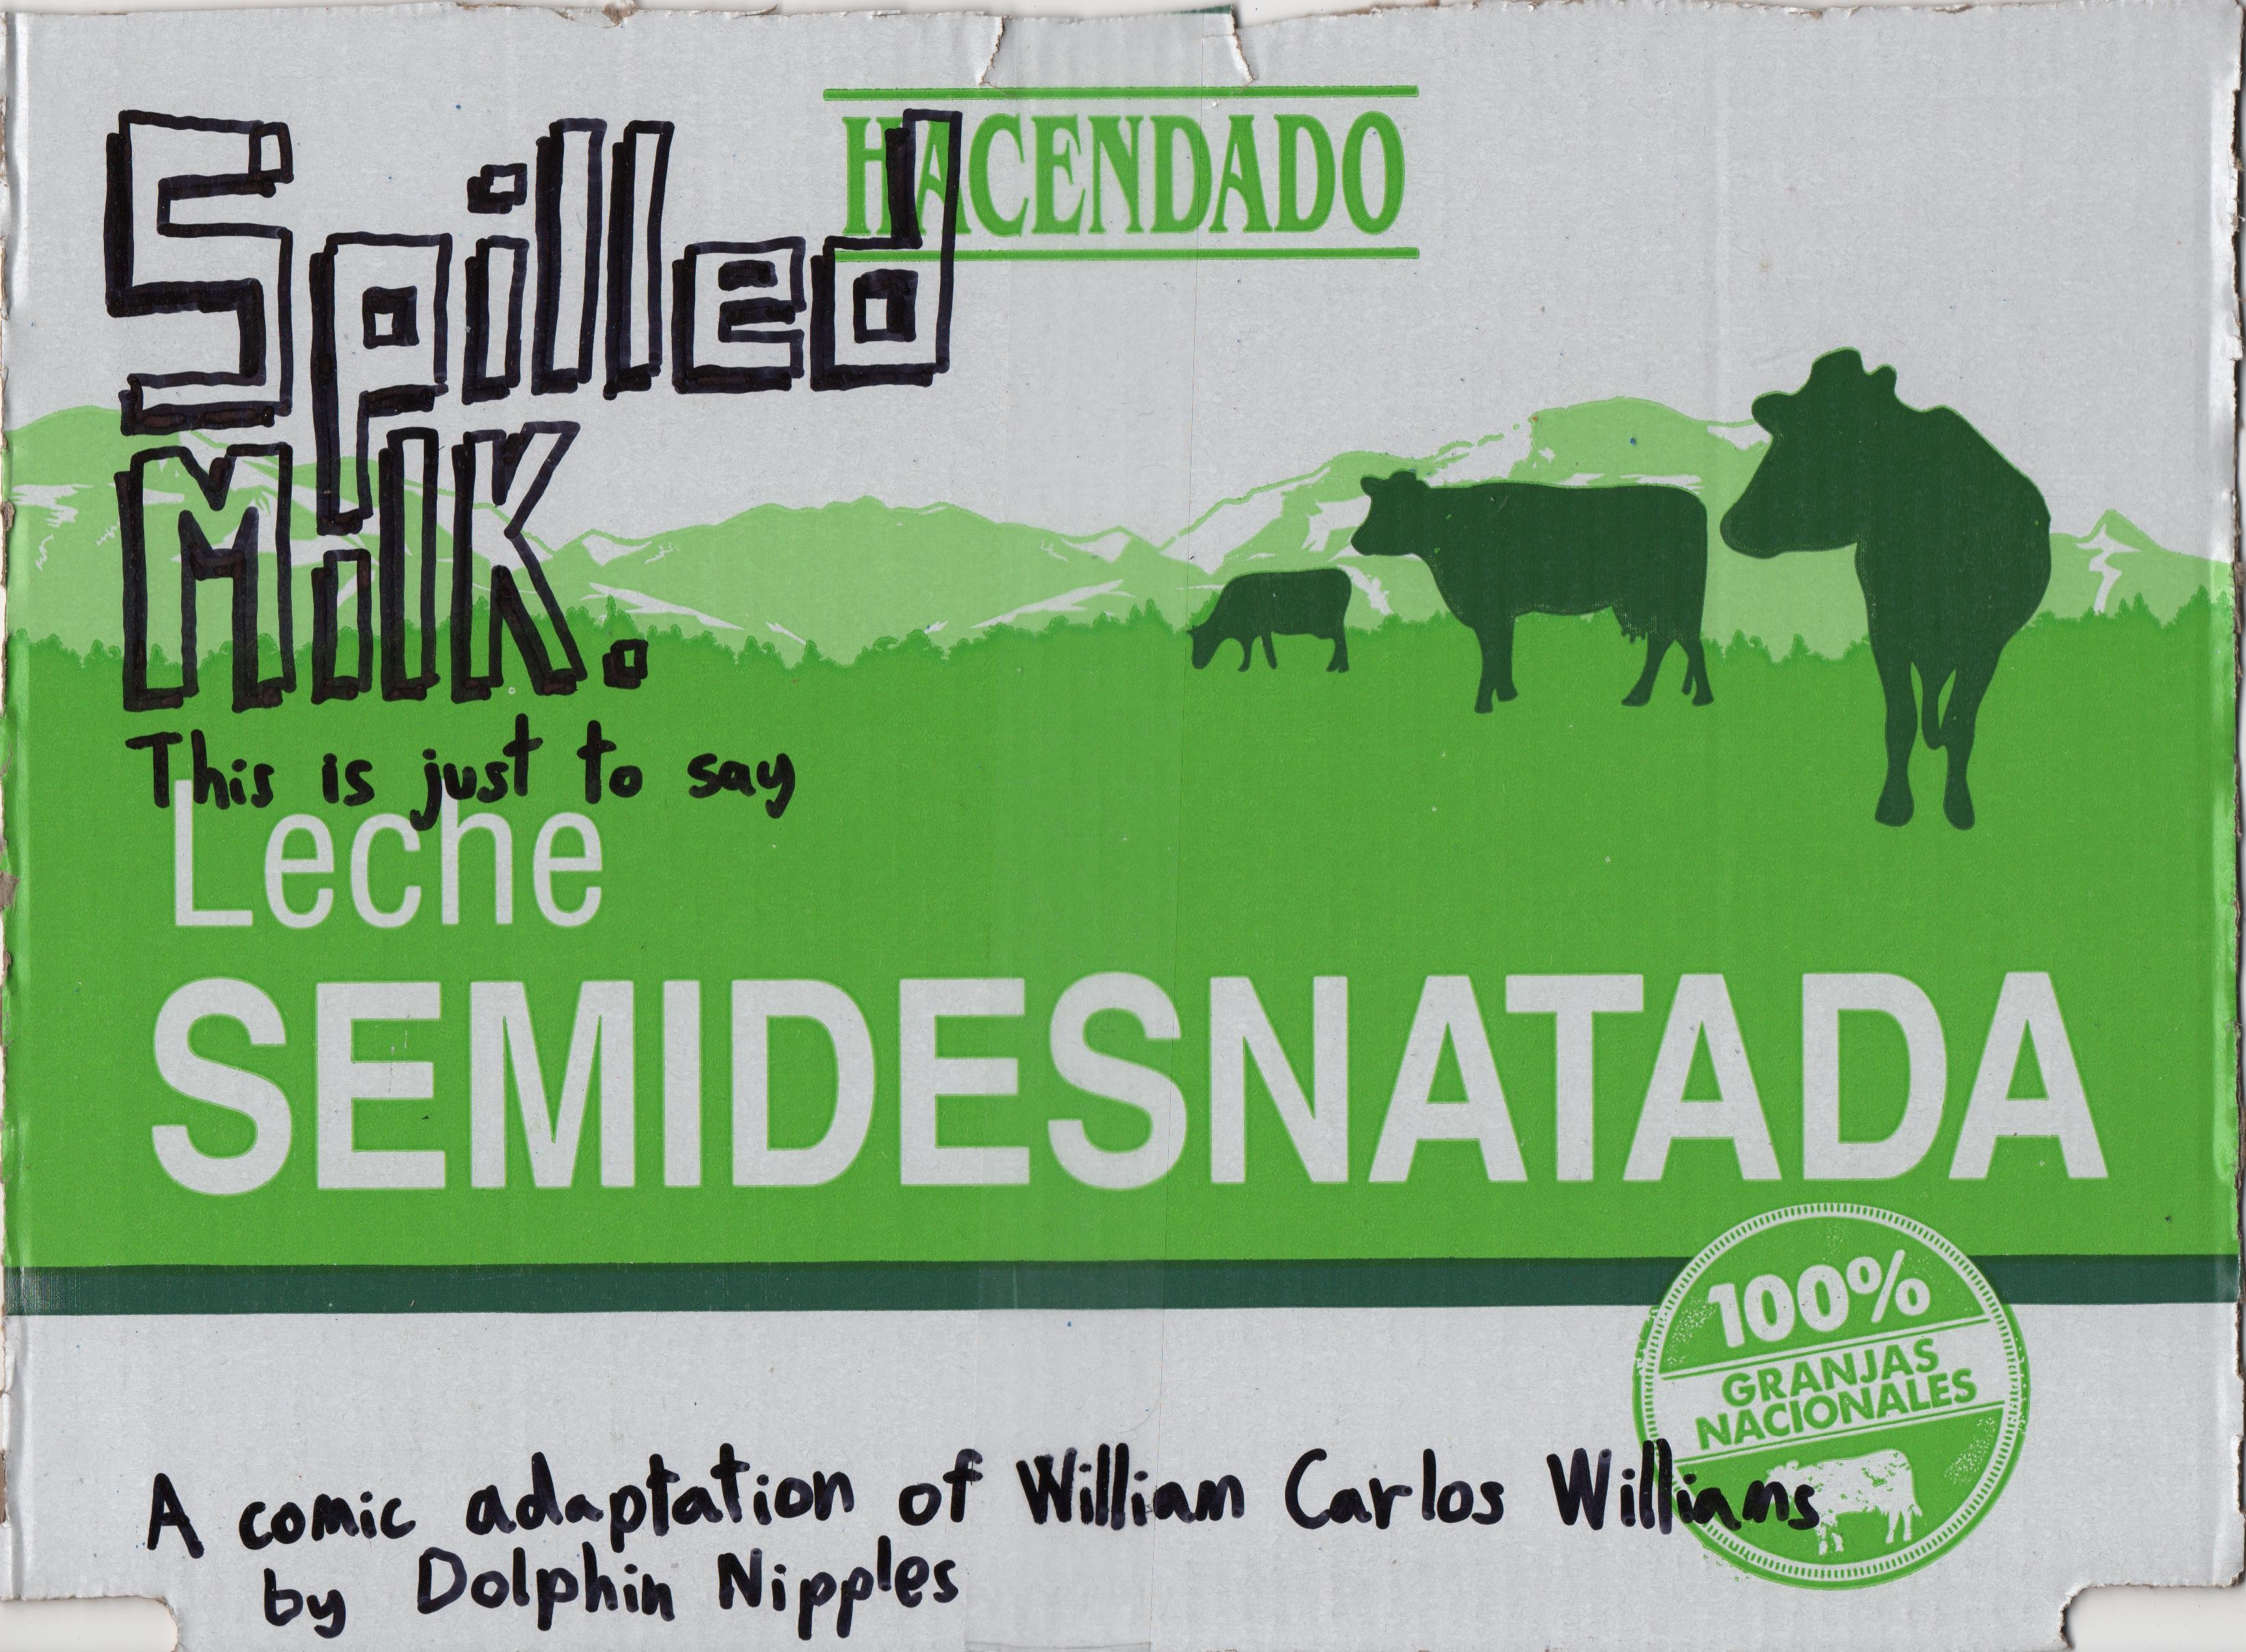 HACENDADO
Spilled
Milk.
This is just to say
Leche
SEMIDESNATADA
100%
GRANJAS
NACIONALES
A comic adaptation of William Carlos Williams
by Dolphin Nipples